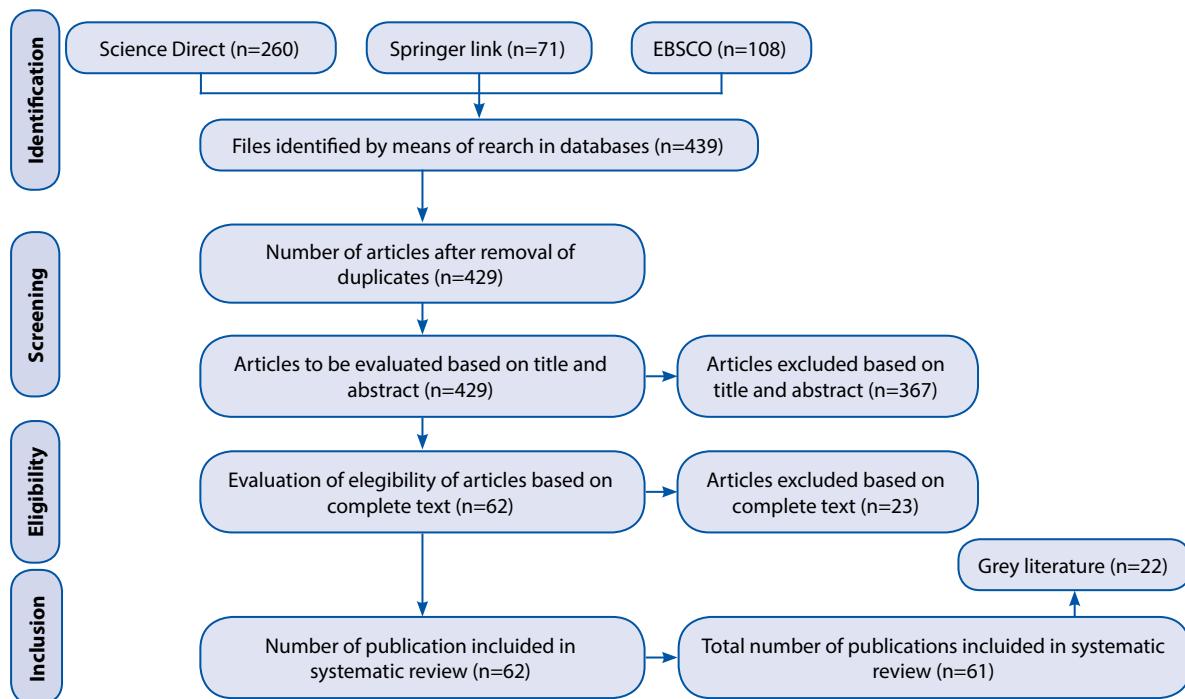 Identification
Science Direct (n=260)
Springer link (n=71)
EBSCO (n=108)
Files identified by means of rearch in databases (n=439)
Screening
Number of articles after removal of
duplicates (n=429)
Articles to be evaluated based on title and
abstract (n=429)
Articles excluded based on
title and abstract (n=367)
Eligibility
Evaluation of elegibility of articles based on
complete text (n=62)
Articles excluded based on
complete text (n=23)
Grey literature (n=22)
Inclusion
Number of publication incluided in
systematic review (n=62)
Total number of publications incluided in systematic
review (n=61)